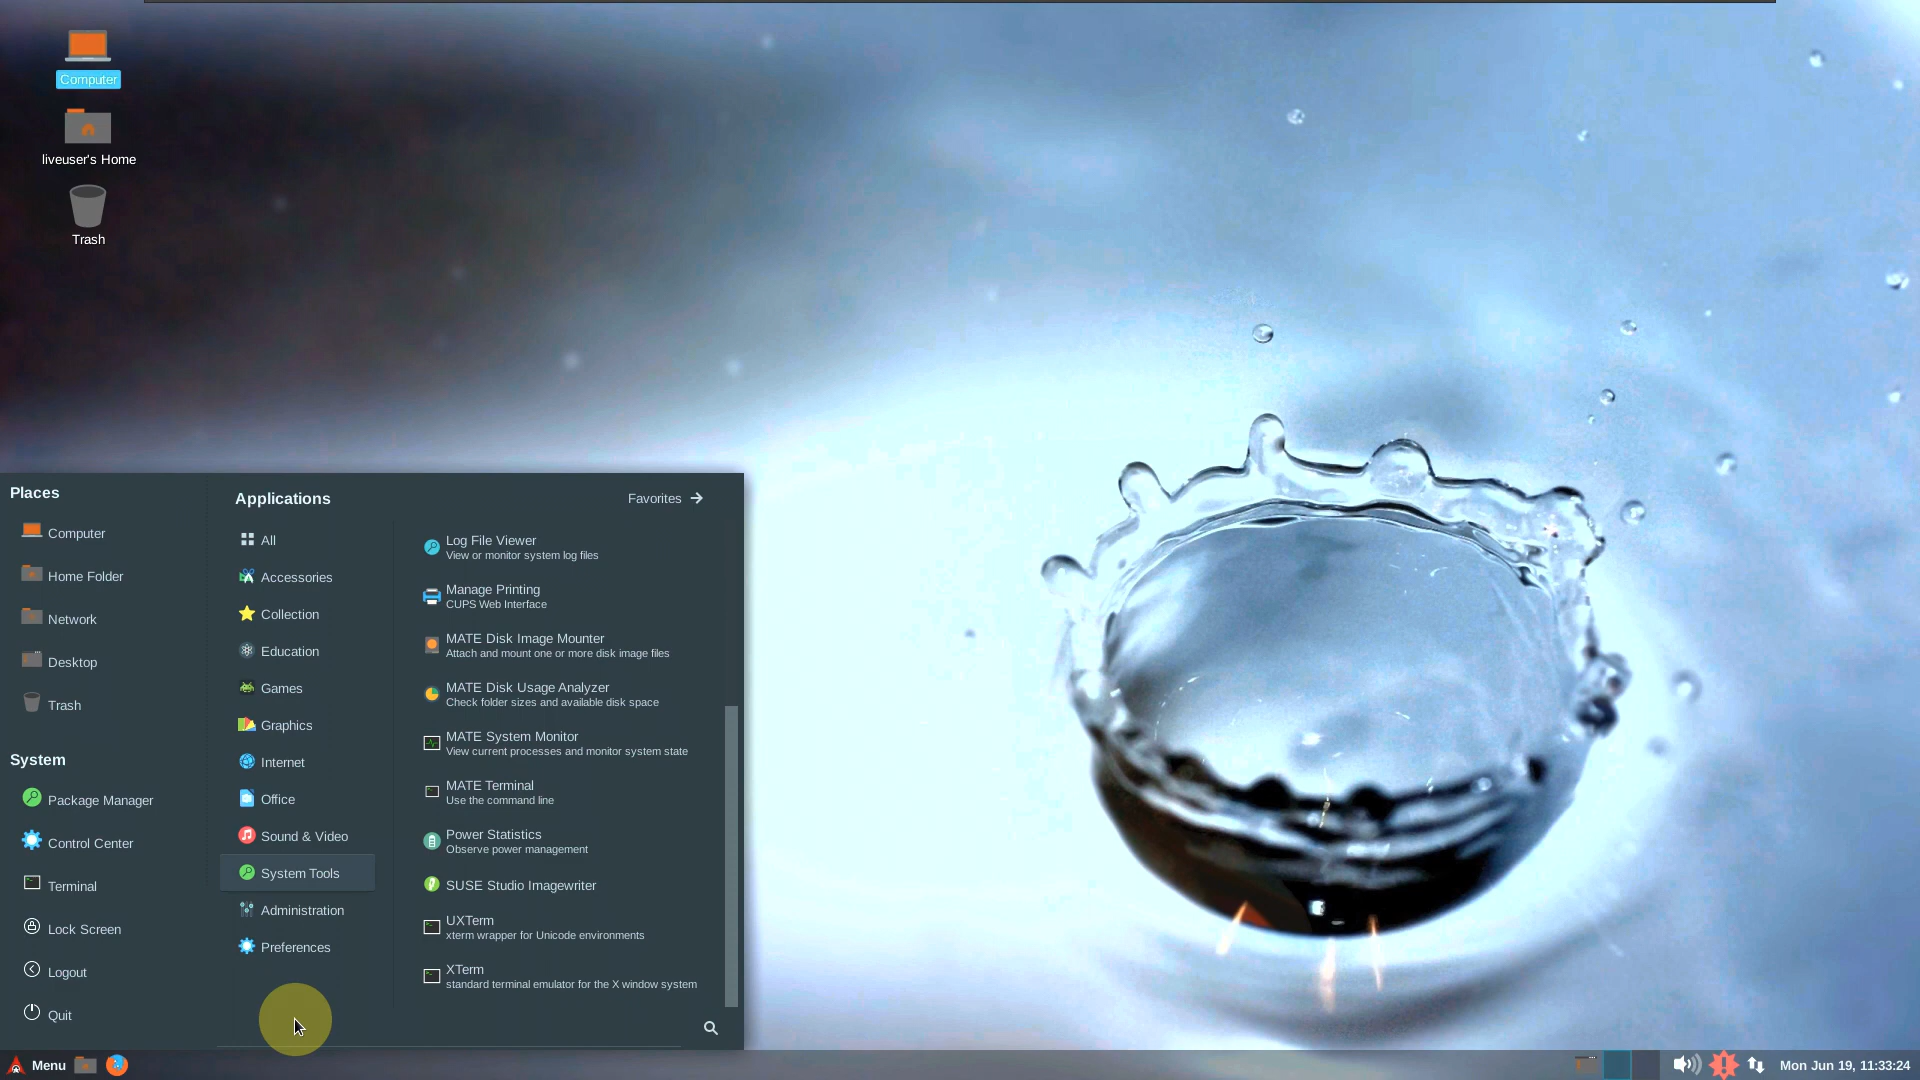 Computer
liveuser's Home
Trash
Places
Computer
Home Folder
Network
Desktop
Trash
System
Package Manager
Control Center
Terminal
Lock Screen
Logout
Quit
Applications
Favorites
All
Accessories
Collection
Education
Games
Graphics
Internet
Office
Sound & Video
System Tools
Administration
Preferences
Log File Viewer
View or monitor system log files
Manage Printing
CUPS Web Interface
MATE Disk Image Mounter
Attach and mount one or more disk image files
MATE Disk Usage Analyzer
Check folder sizes and available disk space
MATE System Monitor
View current processes and monitor system state
MATE Terminal
Use the command line
Power Statistics
Observe power management
SUSE Studio Imagewriter
UXTerm
xterm wrapper for Unicode environments
XTerm
standard terminal emulator for the X window system
Menu
Mon Jun 19, 11:33:24